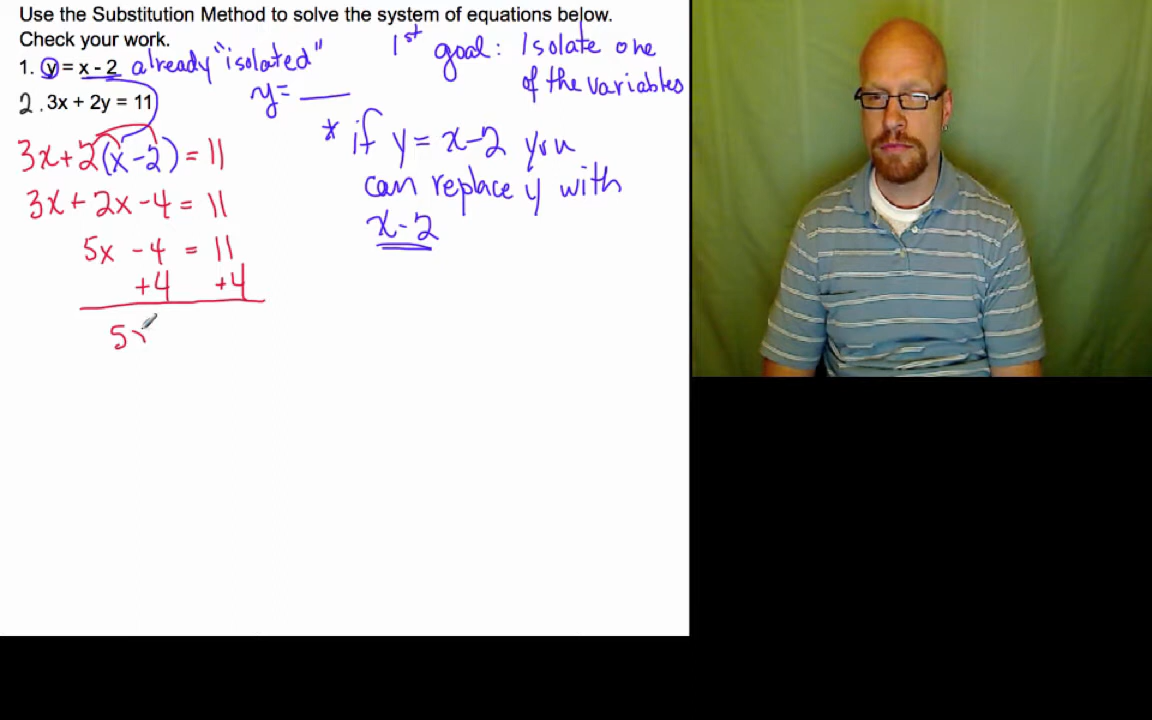 Use the Substitution Method to solve the system of equations below.
Check your work.
1. y = x - 2 already "isolated"
y = ___
2. 3x + 2y = 11
1st goal: Isolate one
of the variables
* if y = x - 2 you
can replace y with
x - 2
3x + 2(x - 2) = 11
3x + 2x - 4 = 11
5x - 4 = 11
+4 +4
5x